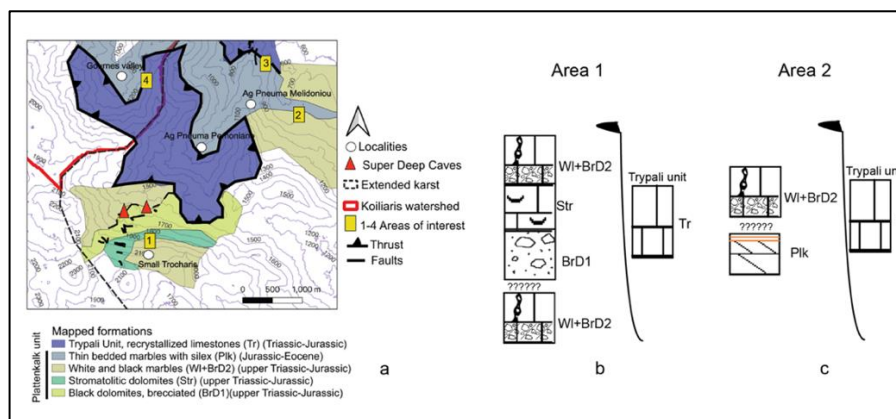 Area 1
Area 2
Gournes valley
4
3
Ag Pneuma Melidoniou
2
Ag Pneuma Pemoniano
1
Small Trocharie
0 500 1,000 m
Localities
Super Deep Caves
Extended karst
Koiliaris watershed
1-4 Areas of interest
Thrust
Faults
Mapped formations
Plattenkalk unit
Trypali Unit, recrystallized limestones (Tr) (Triassic-Jurassic)
Thin bedded marbles with silex (Plk) (Jurassic-Eocene)
White and black marbles (Wl+BrD2) (upper Triassic-Jurassic)
Stromatolitic dolomites (Str) (upper Triassic-Jurassic)
Black dolomites, brecciated (BrD1)(upper Triassic-Jurassic)
a
Wl+BrD2
Str
BrD1
??????
Wl+BrD2
Trypali unit
Tr
b
Wl+BrD2
??????
Plk
Trypali un
c